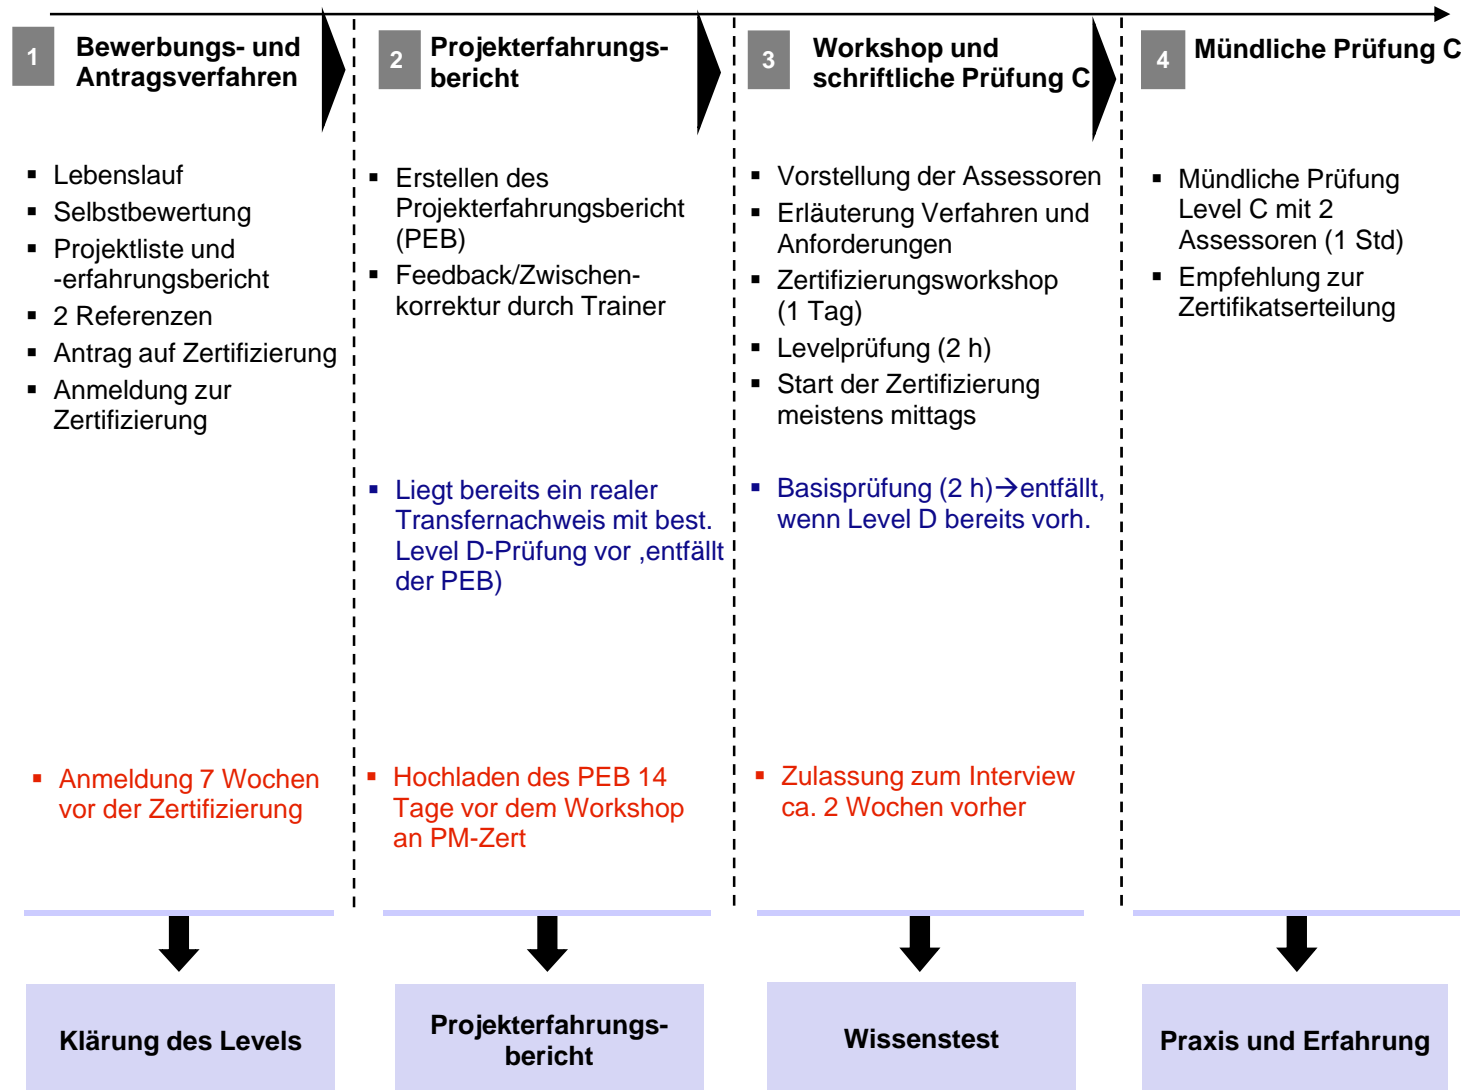 1
Bewerbungs- und
Antragsverfahren
▪ Lebenslauf
▪ Selbstbewertung
▪ Projektliste und
-erfahrungsbericht
▪ 2 Referenzen
▪ Antrag auf Zertifizierung
▪ Anmeldung zur
Zertifizierung
▪ Anmeldung 7 Wochen
vor der Zertifizierung
Klärung des Levels
2
Projekterfahrungs-
bericht
▪ Erstellen des
Projekterfahrungsbericht
(PEB)
▪ Feedback/Zwischen-
korrektur durch Trainer
▪ Liegt bereits ein realer
Transfernachweis mit best.
Level D-Prüfung vor ,entfällt
der PEB)
▪ Hochladen des PEB 14
Tage vor dem Workshop
an PM-Zert
Projekterfahrungs-
bericht
3
Workshop und
schriftliche Prüfung C
▪ Vorstellung der Assessoren
▪ Erläuterung Verfahren und
Anforderungen
▪ Zertifizierungsworkshop
(1 Tag)
▪ Levelprüfung (2 h)
▪ Start der Zertifizierung
meistens mittags
▪ Basisprüfung (2 h)→entfällt,
wenn Level D bereits vorh.
▪ Zulassung zum Interview
ca. 2 Wochen vorher
Wissenstest
4
Mündliche Prüfung C
▪ Mündliche Prüfung
Level C mit 2
Assessoren (1 Std)
▪ Empfehlung zur
Zertifikatserteilung
Praxis und Erfahrung